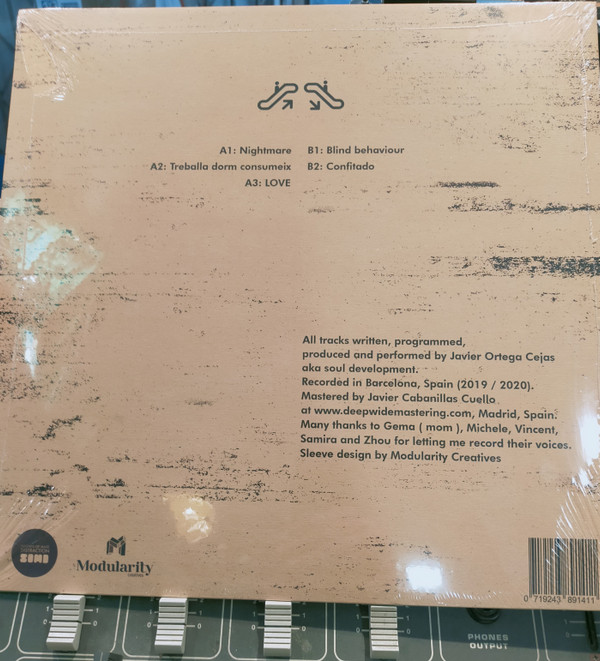 A1: Nightmare
A2: Treballa dorm consumeix
A3: LOVE
B1: Blind behaviour
B2: Confitado
All tracks written, programmed,
produced and performed by Javier Ortega Cejas
aka soul development.
Recorded in Barcelona, Spain (2019 / 2020).
Mastered by Javier Cabanillas Cuello
at www.deepwidemastering.com, Madrid, Spain.
Many thanks to Gema ( mom ), Michele, Vincent,
Samira and Zhou for letting me record their voices.
Sleeve design by Modularity Creatives
Modularity
0 719243 891411
PHONES
OUTPUT